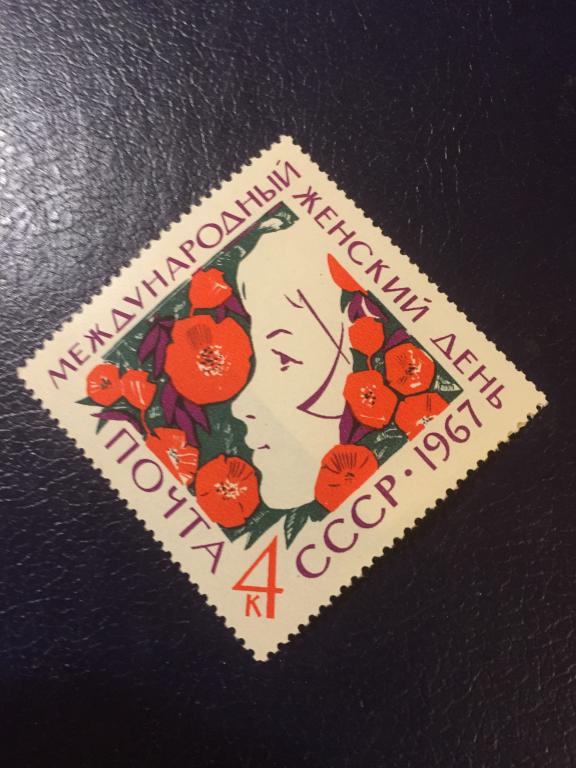 МЕЖДУНАРОДНЫЙ
ЖЕНСКИЙ ДЕНЬ
ПОЧТА
СССР · 1967
4 к